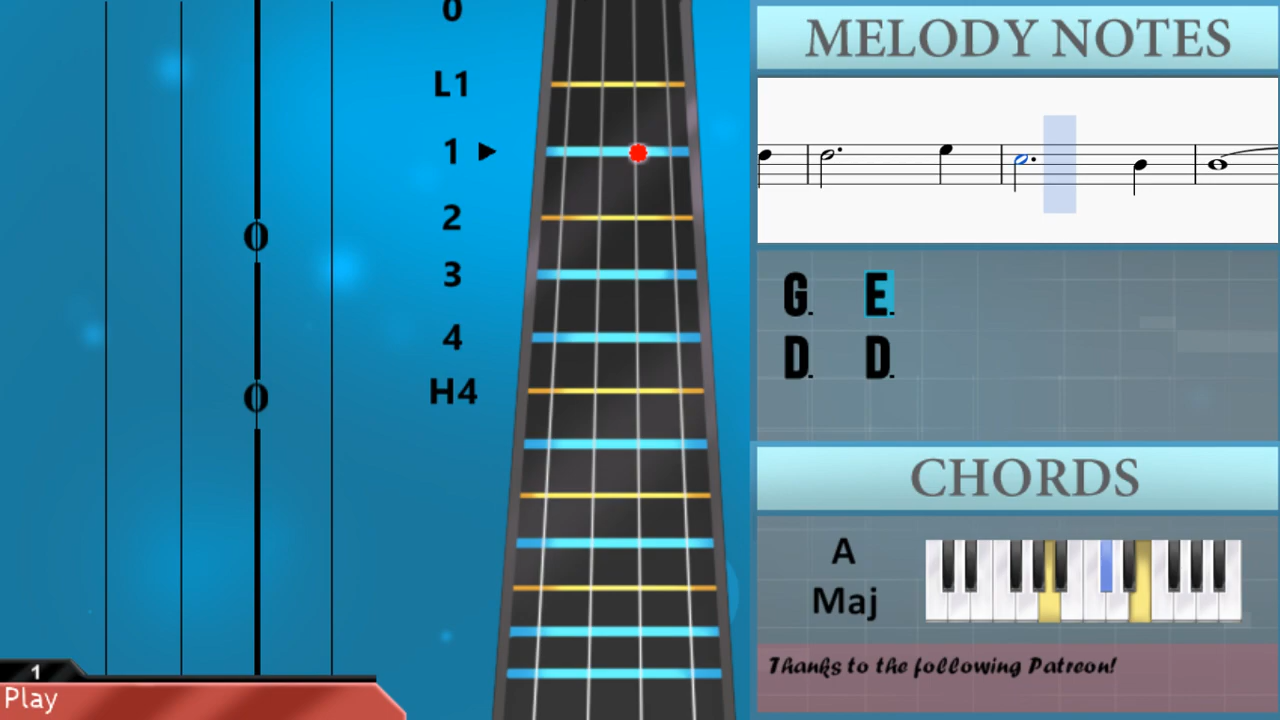 0
L1
1 ►
2
3
4
H4
0
0
1
Play
MELODY NOTES
G. E.
D. D.
CHORDS
A
Maj
Thanks to the following Patreon!